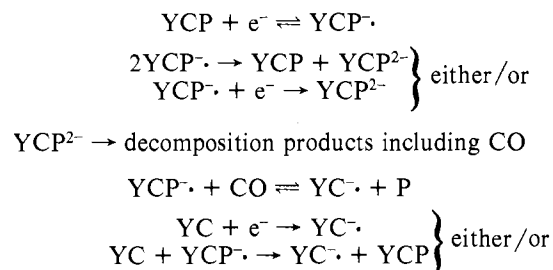 YCP + e⁻ ⇌ YCP⁻·
2YCP⁻· → YCP + YCP²⁻
YCP⁻· + e⁻ → YCP²⁻
} either/or
YCP²⁻ → decomposition products including CO
YCP⁻· + CO ⇌ YC⁻· + P
YC + e⁻ → YC⁻·
YC + YCP⁻· → YC⁻· + YCP
} either/or